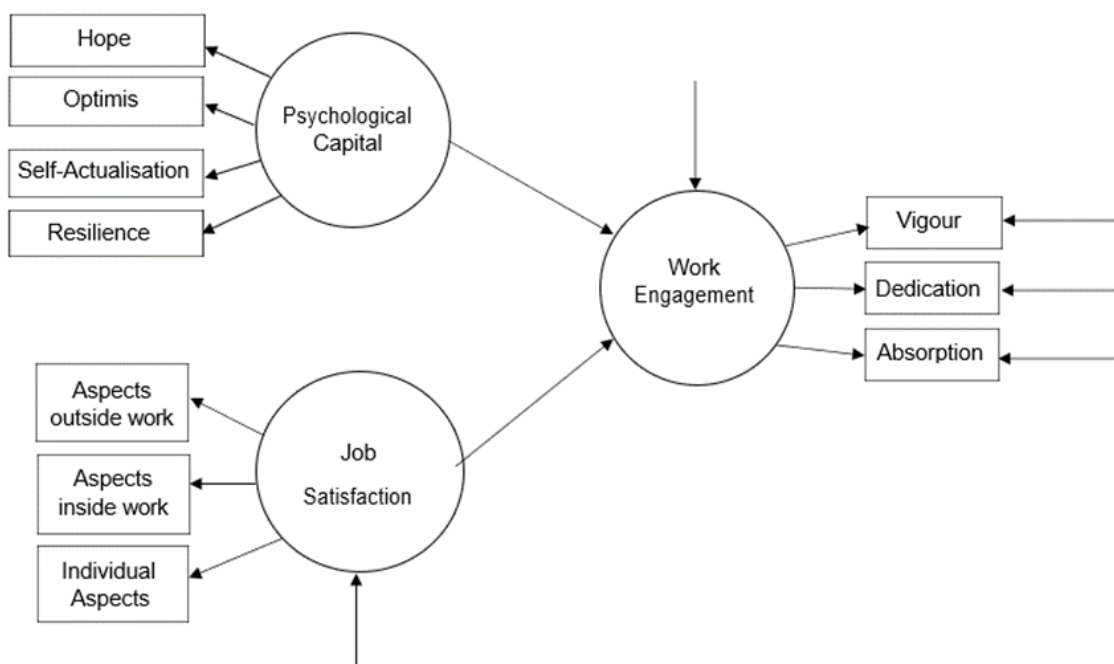 Hope
Optimis
Self-Actualisation
Resilience
Psychological
Capital
Work
Engagement
Vigour
Dedication
Absorption
Aspects
outside work
Aspects
inside work
Individual
Aspects
Job
Satisfaction